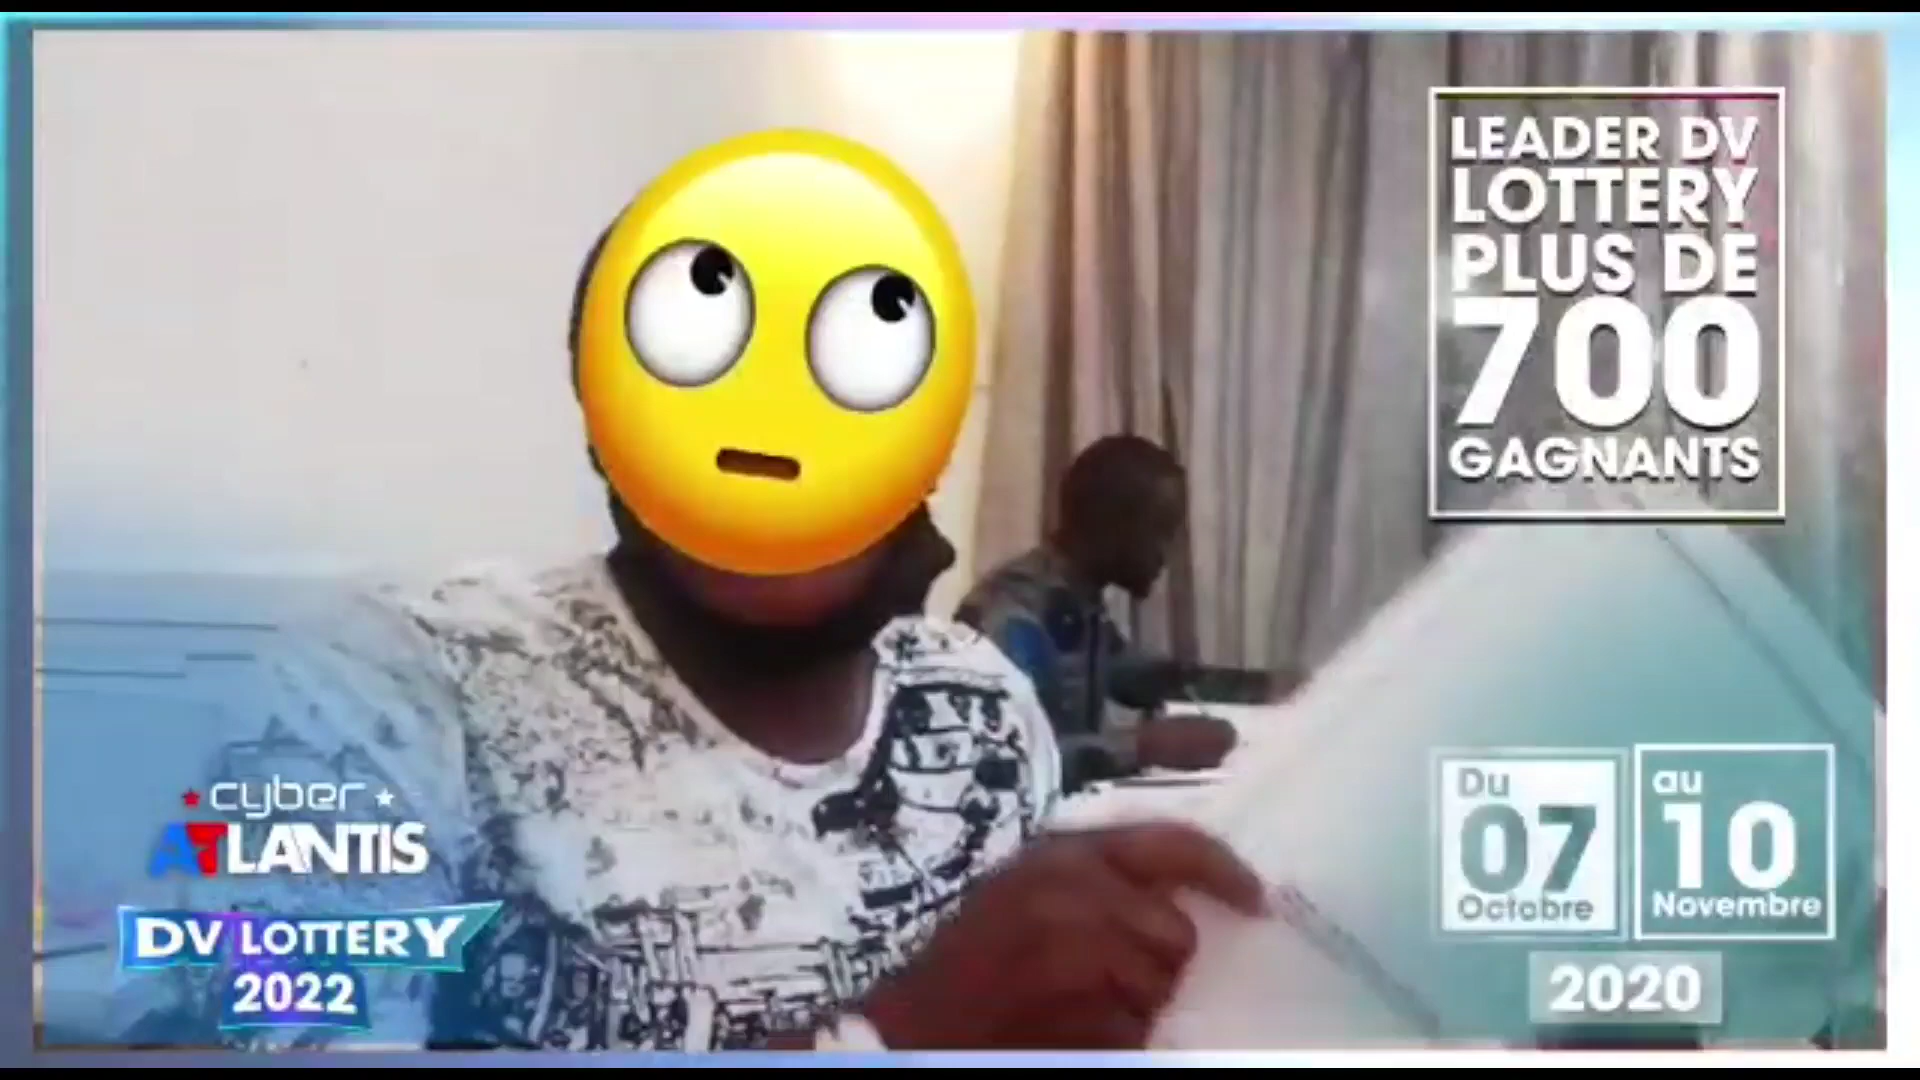 LEADER DV
LOTTERY
PLUS DE
700
GAGNANTS
cyber
ATLANTIS
DV LOTTERY
2022
Du
07
Octobre
au
10
Novembre
2020